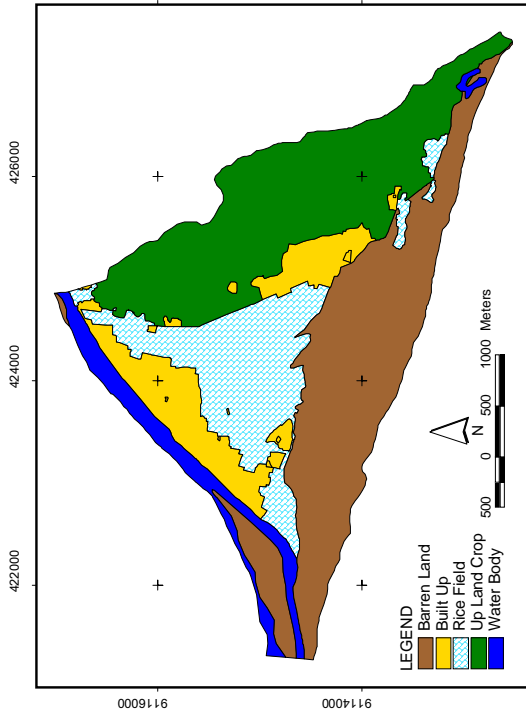 426000
424000
422000
9116000
9114000
LEGEND
Barren Land
Built Up
Rice Field
Up Land Crop
Water Body
N
500 0 500 1000 Meters